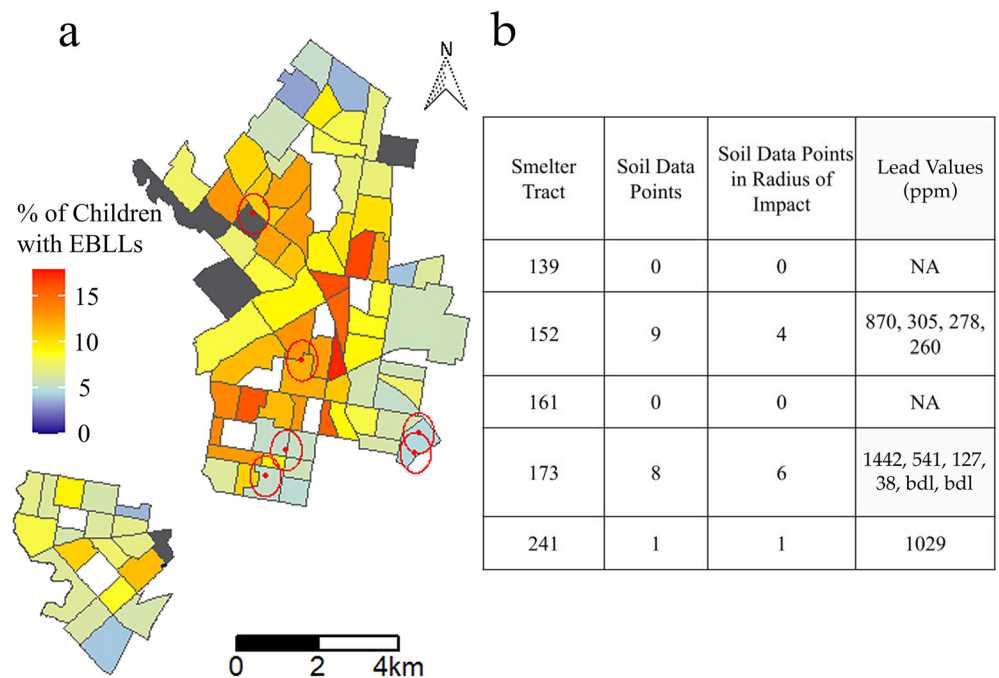 a
b
N
% of Children
with EBLLs
15
10
5
0
0 2 4km
Smelter
Tract
Soil Data
Points
Soil Data Points
in Radius of
Impact
Lead Values
(ppm)
139 0 0 NA
152 9 4 870, 305, 278,
260
161 0 0 NA
173 8 6 1442, 541, 127,
38, bdl, bdl
241 1 1 1029